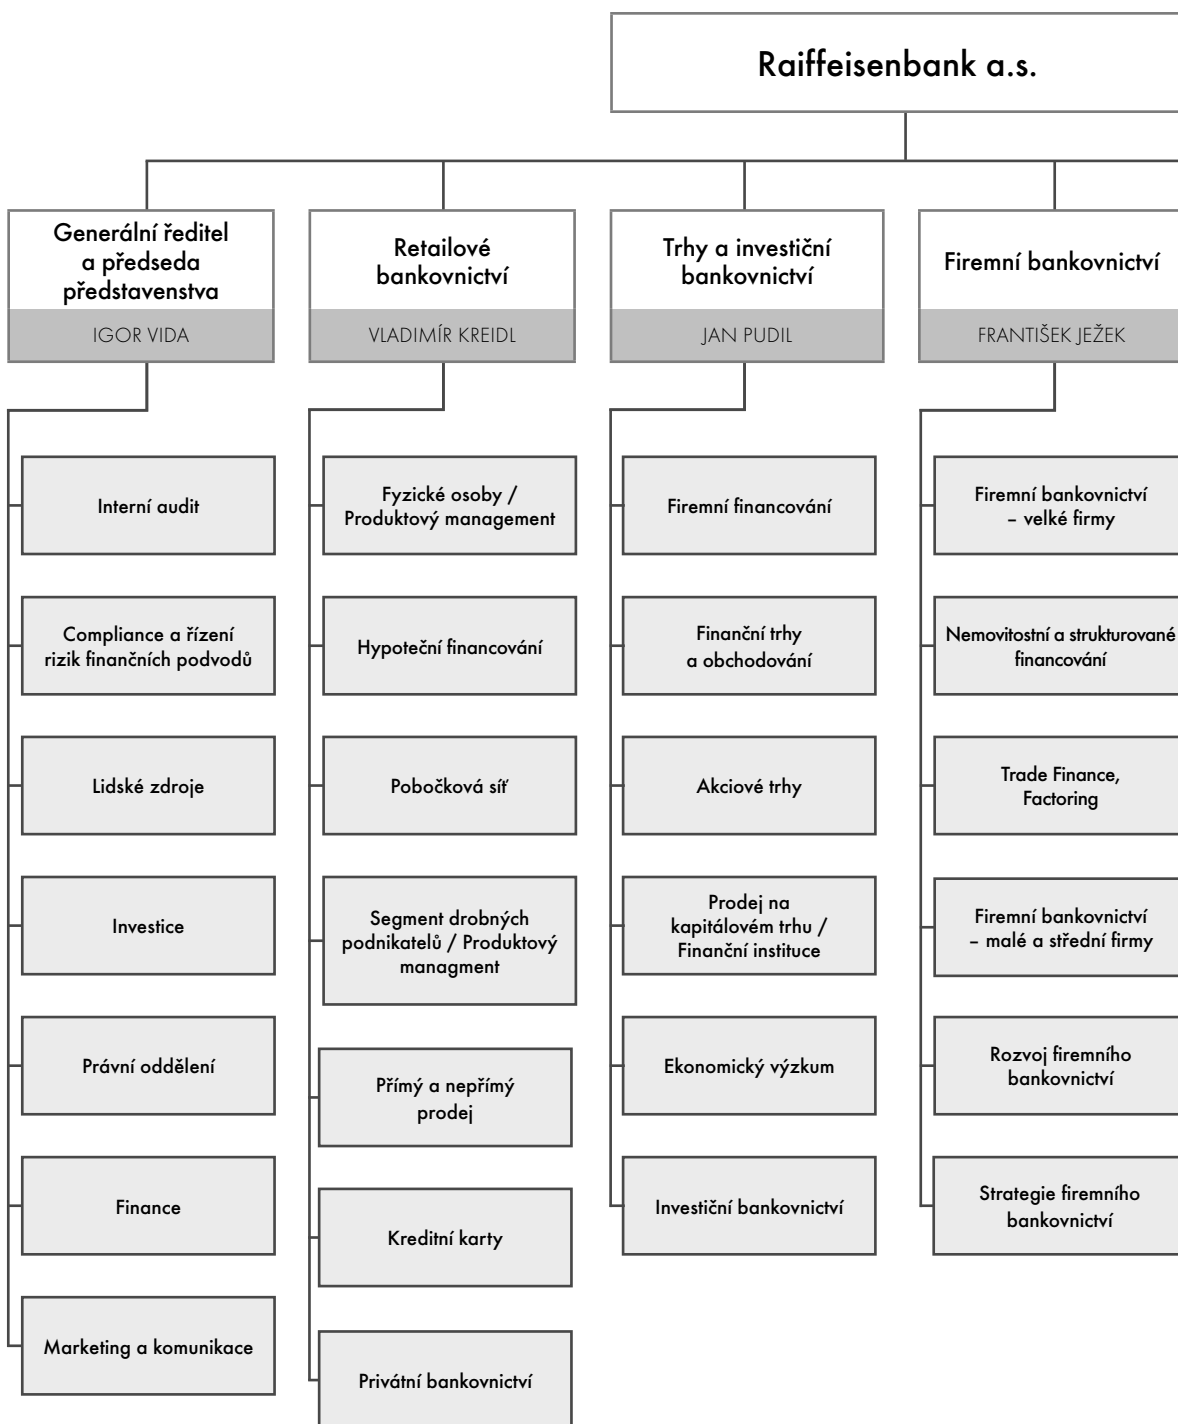 Raiffeisenbank a.s.
Generální ředitel
a předseda
představenstva
IGOR VIDA
Interní audit
Compliance a řízení
rizik finančních podvodů
Lidské zdroje
Investice
Právní oddělení
Finance
Marketing a komunikace
Retailové
bankovnictví
VLADIMÍR KREIDL
Fyzické osoby /
Produktový management
Hypoteční financování
Pobočková síť
Segment drobných
podnikatelů / Produktový
managment
Přímý a nepřímý
prodej
Kreditní karty
Privátní bankovnictví
Trhy a investiční
bankovnictví
JAN PUDIL
Firemní financování
Finanční trhy
a obchodování
Akciové trhy
Prodej na
kapitálovém trhu /
Finanční instituce
Ekonomický výzkum
Investiční bankovnictví
Firemní bankovnictví
FRANTIŠEK JEŽEK
Firemní bankovnictví
– velké firmy
Nemovitostní a strukturované
financování
Trade Finance,
Factoring
Firemní bankovnictví
– malé a střední firmy
Rozvoj firemního
bankovnictví
Strategie firemního
bankovnictví